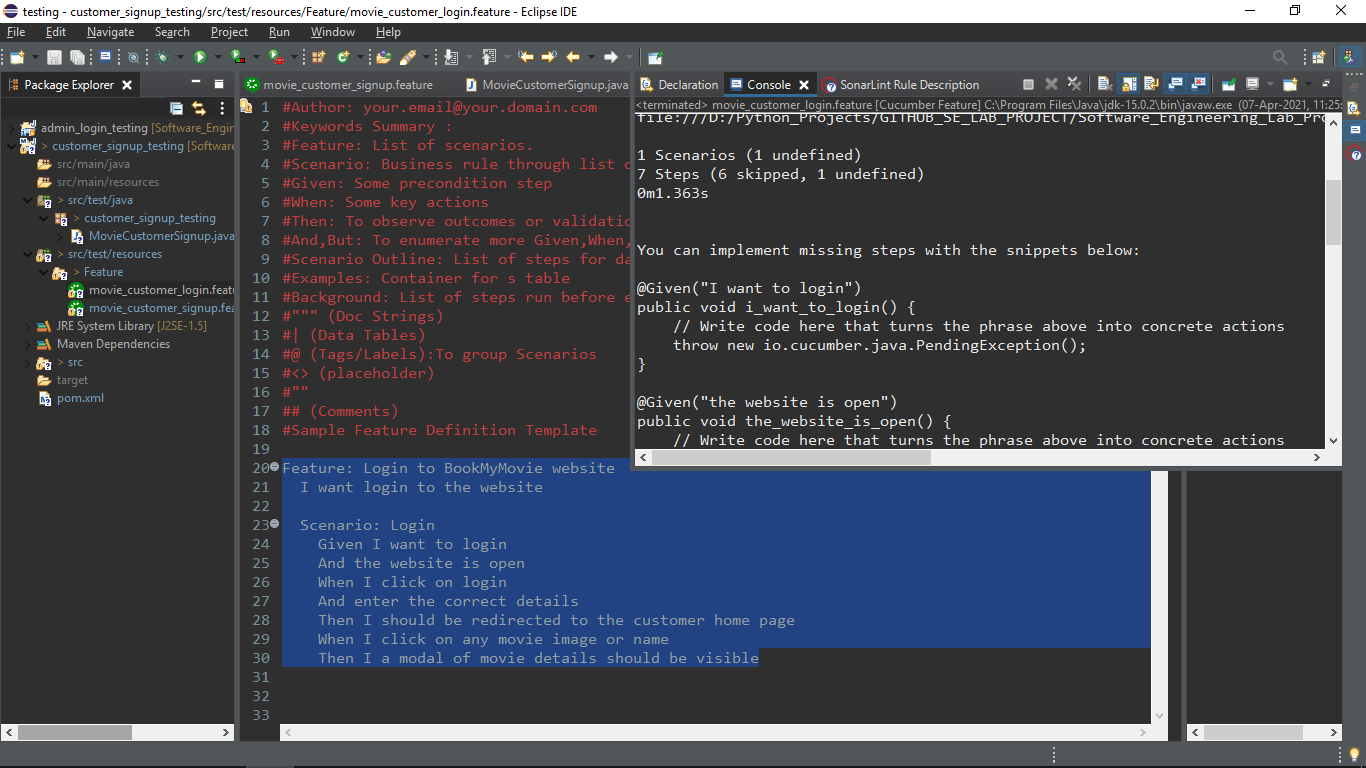 testing - customer_signup_testing/src/test/resources/Feature/movie_customer_login.feature - Eclipse IDE
File Edit Navigate Search Project Run Window Help
Package Explorer
admin_login_testing [Software_Engin
> customer_signup_testing [Software
src/main/java
src/main/resources
> src/test/java
> customer_signup_testing
MovieCustomerSignup.java
> src/test/resources
> Feature
movie_customer_login.featu
movie_customer_signup.fea
JRE System Library [J2SE-1.5]
Maven Dependencies
> src
target
pom.xml
movie_customer_signup.feature
MovieCustomerSignup.java
1 #Author: your.email@your.domain.com
2 #Keywords Summary :
3 #Feature: List of scenarios.
4 #Scenario: Business rule through list o
5 #Given: Some precondition step
6 #When: Some key actions
7 #Then: To observe outcomes or validatio
8 #And,But: To enumerate more Given,When,
9 #Scenario Outline: List of steps for da
10 #Examples: Container for s table
11 #Background: List of steps run before e
12 #""" (Doc Strings)
13 #| (Data Tables)
14 #@ (Tags/Labels):To group Scenarios
15 #<> (placeholder)
16 #""
17 ## (Comments)
18 #Sample Feature Definition Template
19
20 Feature: Login to BookMyMovie website
21 I want login to the website
22
23 Scenario: Login
24 Given I want to login
25 And the website is open
26 When I click on login
27 And enter the correct details
28 Then I should be redirected to the customer home page
29 When I click on any movie image or name
30 Then I a modal of movie details should be visible
31
32
33
Declaration Console SonarLint Rule Description
<terminated> movie_customer_login.feature [Cucumber Feature] C:\Program Files\Java\jdk-15.0.2\bin\javaw.exe (07-Apr-2021, 11:25:
file:///D:/Python_Projects/GITHUB_SE_LAB_PROJECT/Software_Engineering_Lab_Pro
1 Scenarios (1 undefined)
7 Steps (6 skipped, 1 undefined)
0m1.363s
You can implement missing steps with the snippets below:
@Given("I want to login")
public void i_want_to_login() {
// Write code here that turns the phrase above into concrete actions
throw new io.cucumber.java.PendingException();
}
@Given("the website is open")
public void the_website_is_open() {
// Write code here that turns the phrase above into concrete actions